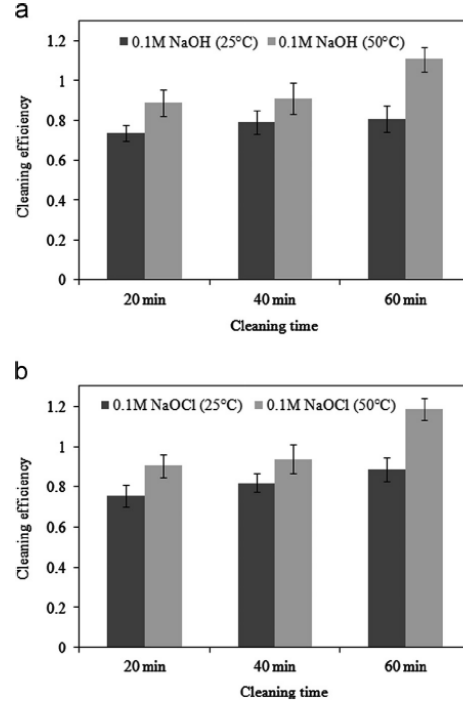 a
0.1M NaOH (25°C) 0.1M NaOH (50°C)
1.2
1
0.8
0.6
0.4
0.2
0
Cleaning efficiency
20 min 40 min 60 min
Cleaning time
b
0.1M NaOCl (25°C) 0.1M NaOCl (50°C)
1.2
1
0.8
0.6
0.4
0.2
0
Cleaning efficiency
20 min 40 min 60 min
Cleaning time